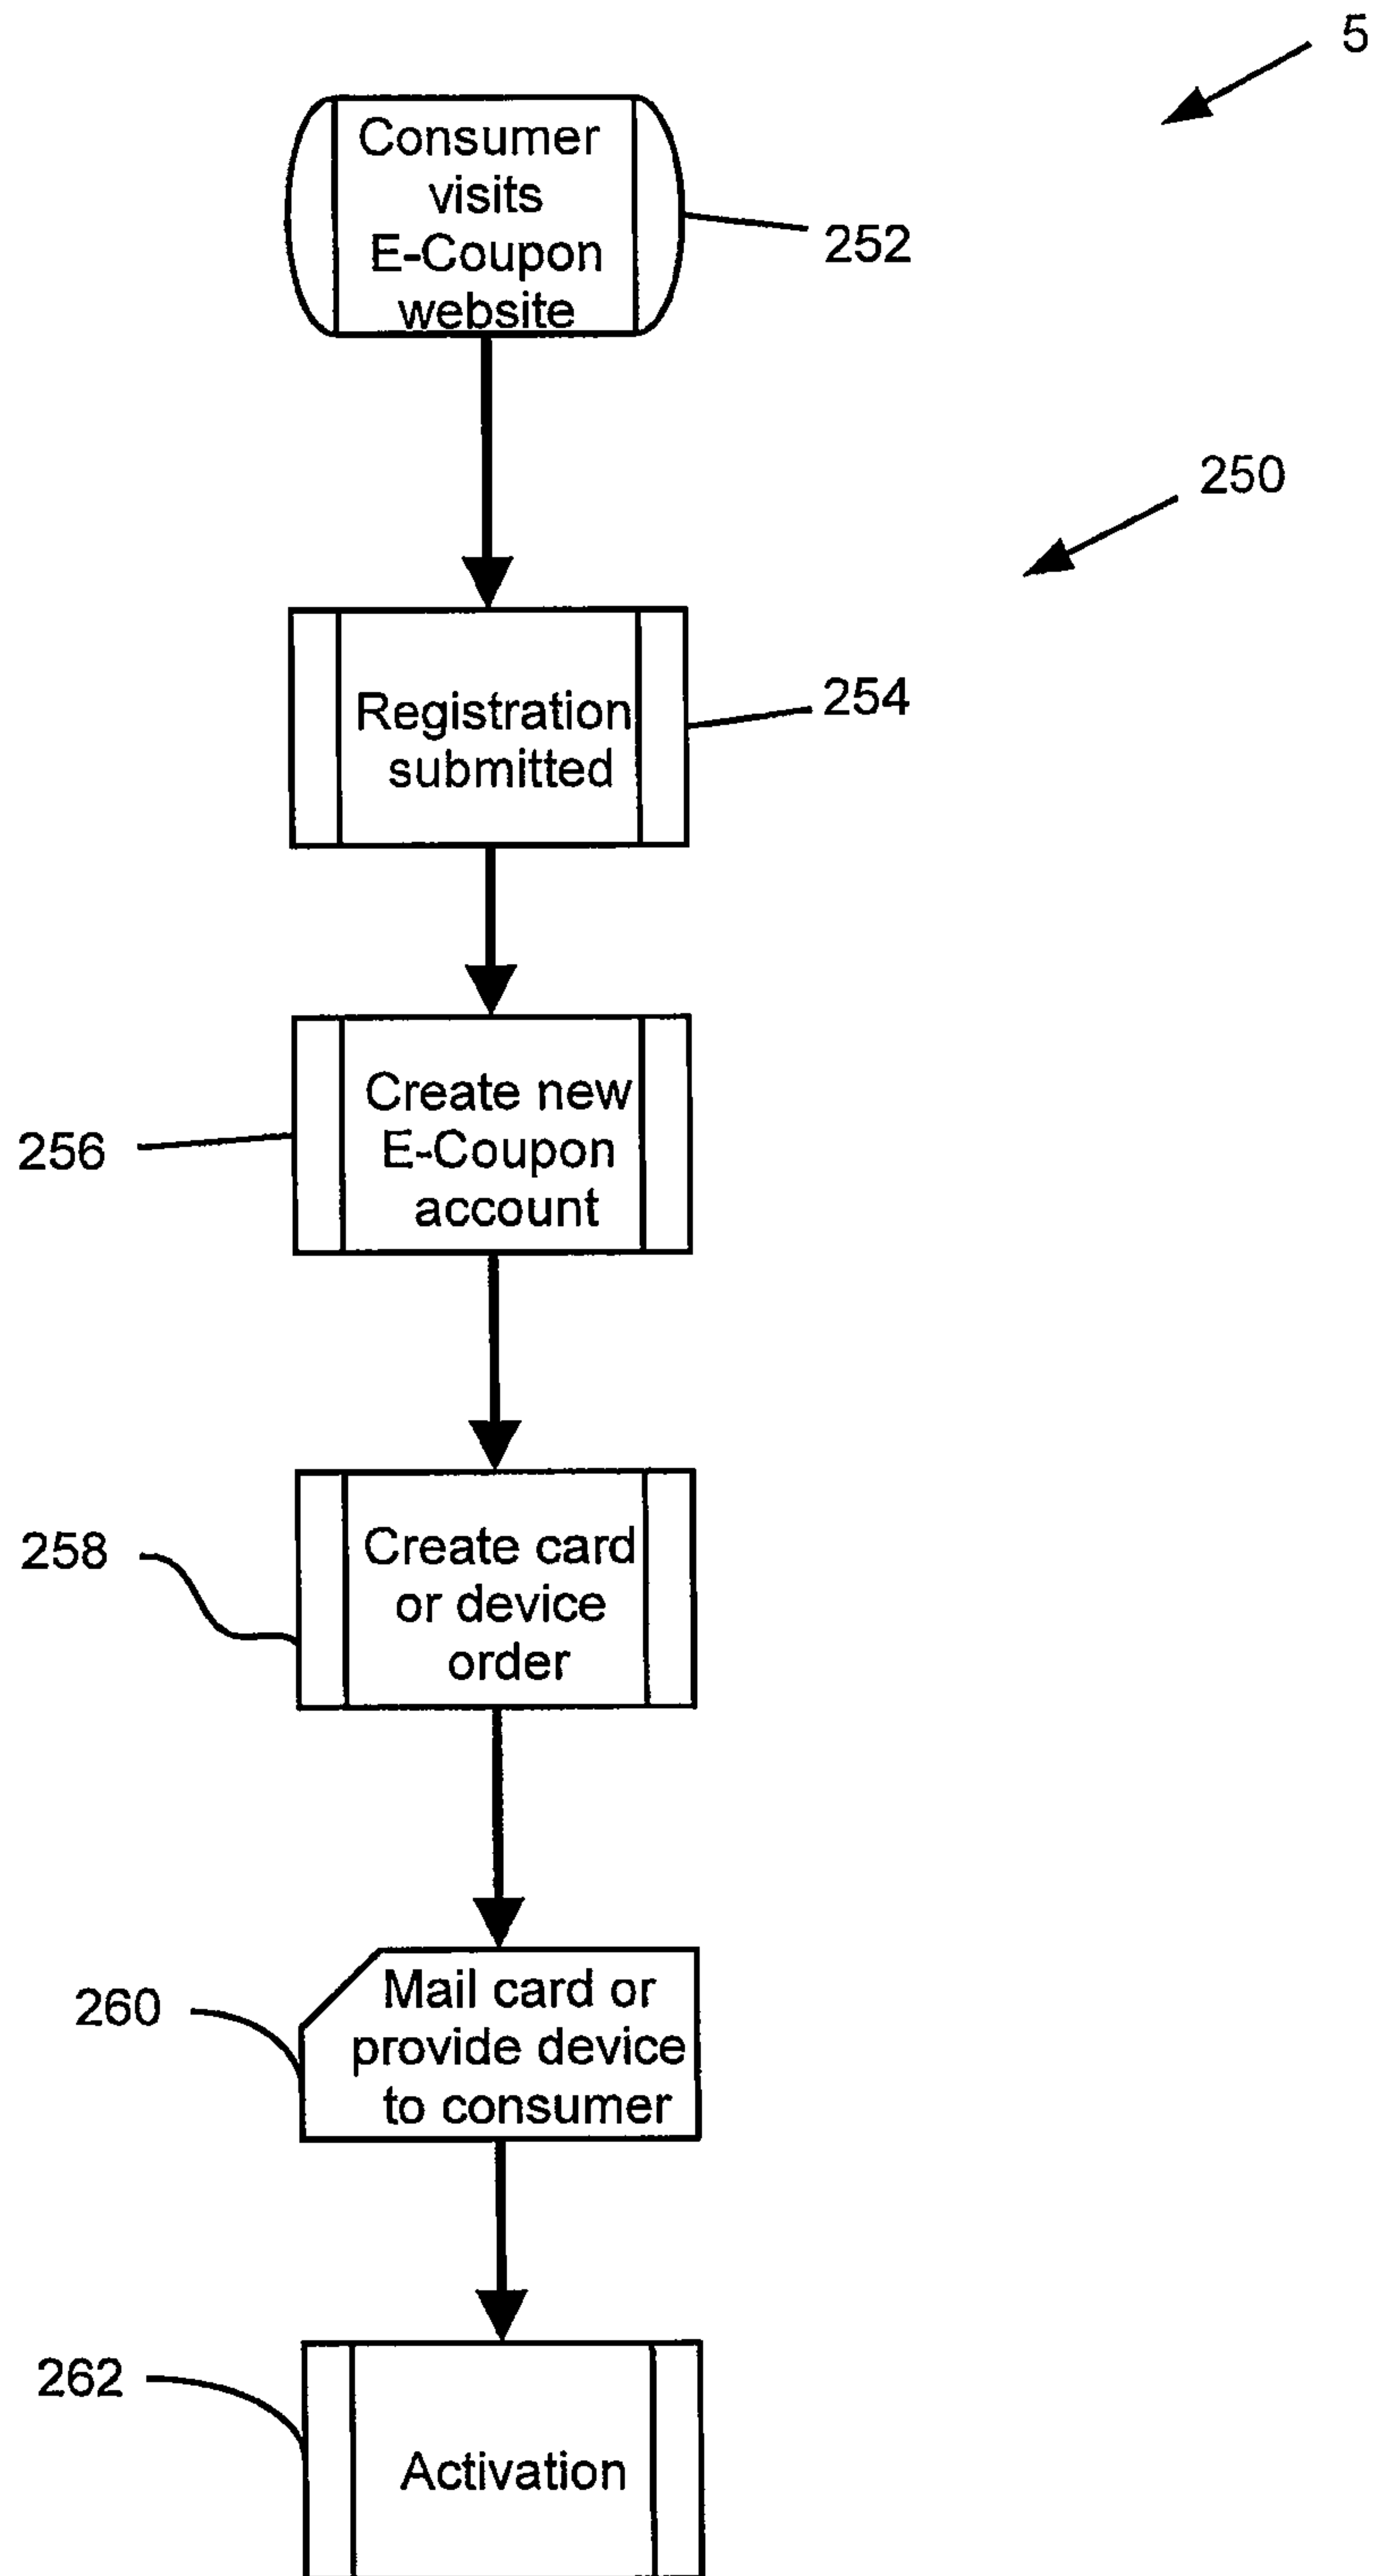 5
Consumer
visits
E-Coupon
website
252
250
Registration
submitted
254
Create new
E-Coupon
account
256
Create card
or device
order
258
Mail card or
provide device
to consumer
260
262
Activation